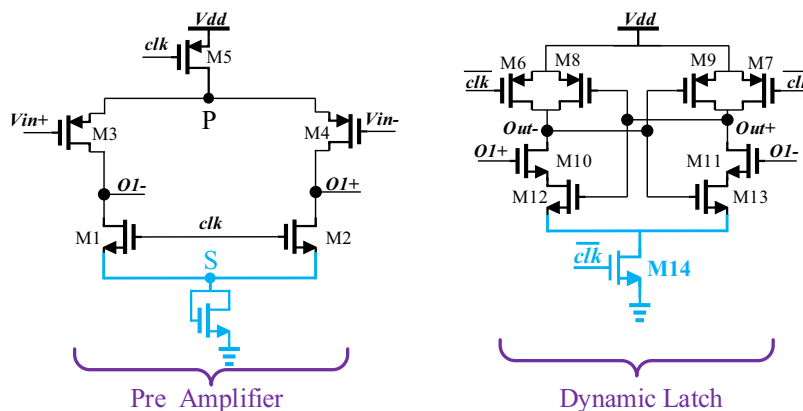 Vdd
clk
M5
P
Vin+
M3
M4
Vin-
O1-
O1+
M1
clk
M2
S
Pre Amplifier
Vdd
M6
M8
M9
M7
clk
clk
Out-
Out+
O1+
M10
M11
O1-
M12
M13
clk
M14
Dynamic Latch